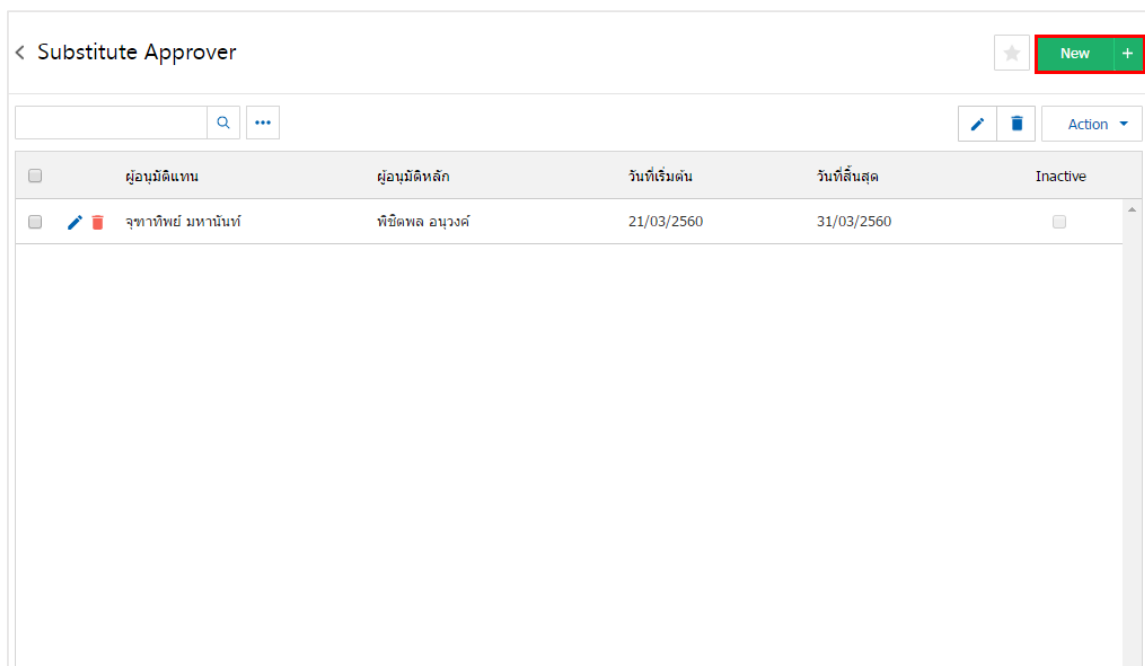 Substitute Approver
New +
Action
ผู้อนุมัติแทน ผู้อนุมัติหลัก วันที่เริ่มต้น วันที่สิ้นสุด Inactive
จุฑาทิพย์ มหานันท์ พิชิตพล อนุวงศ์ 21/03/2560 31/03/2560